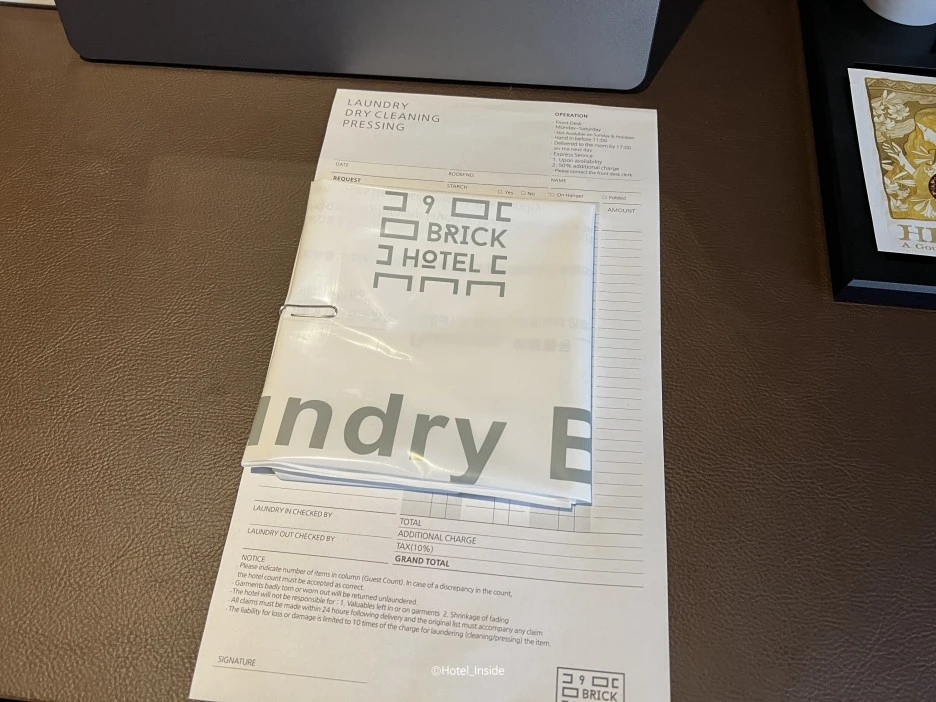 LAUNDRY
DRY CLEANING
PRESSING
OPERATION
· Front Desk
Monday~Saturday
· Hand in before 11:00
· Delivered to the room by 17:00
on the next day
· Express Service
1. Upon availability
2. 50% additional charge
· Please contact the front desk clerk
DATE
ROOM NO.
NAME
REQUEST
STARCH
□ Yes
□ No
□ On Hanger
□ Folded
AMOUNT
9
BRICK
HOTEL
undry B
LAUNDRY IN CHECKED BY
LAUNDRY OUT CHECKED BY
TOTAL
ADDITIONAL CHARGE
TAX(10%)
GRAND TOTAL
NOTICE
· Please indicate number of items in column (Guest Count). In case of a discrepancy in the count,
the hotel count must be accepted as correct.
· Garments badly torn or worn out will be returned unlaundered
· The hotel will not be responsible for : 1. Valuables left in or on garments 2. Shrinkage of fading
· All claims must be made within 24 hours following delivery and the original list must accompany any claim
· The liability for loss or damage is limited to 10 times of the charge for laundering (cleaning/pressing) the item.
SIGNATURE
9
BRICK
©Hotel_Inside